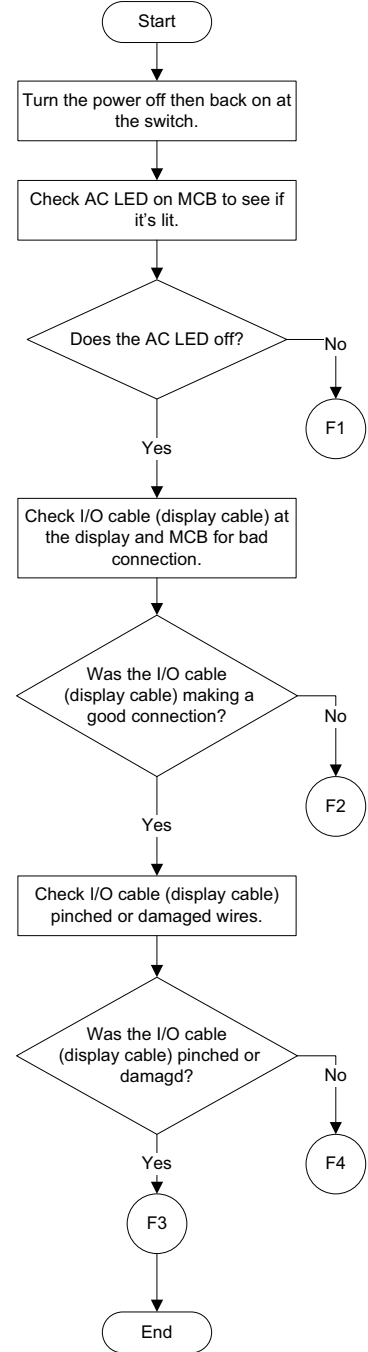 Start
Turn the power off then back on at
the switch.
Check AC LED on MCB to see if
it's lit.
Does the AC LED off?
No
F1
Yes
Check I/O cable (display cable) at
the display and MCB for bad
connection.
Was the I/O cable
(display cable) making a
good connection?
No
F2
Yes
Check I/O cable (display cable)
pinched or damaged wires.
Was the I/O cable
(display cable) pinched or
damagd?
No
F4
Yes
F3
End